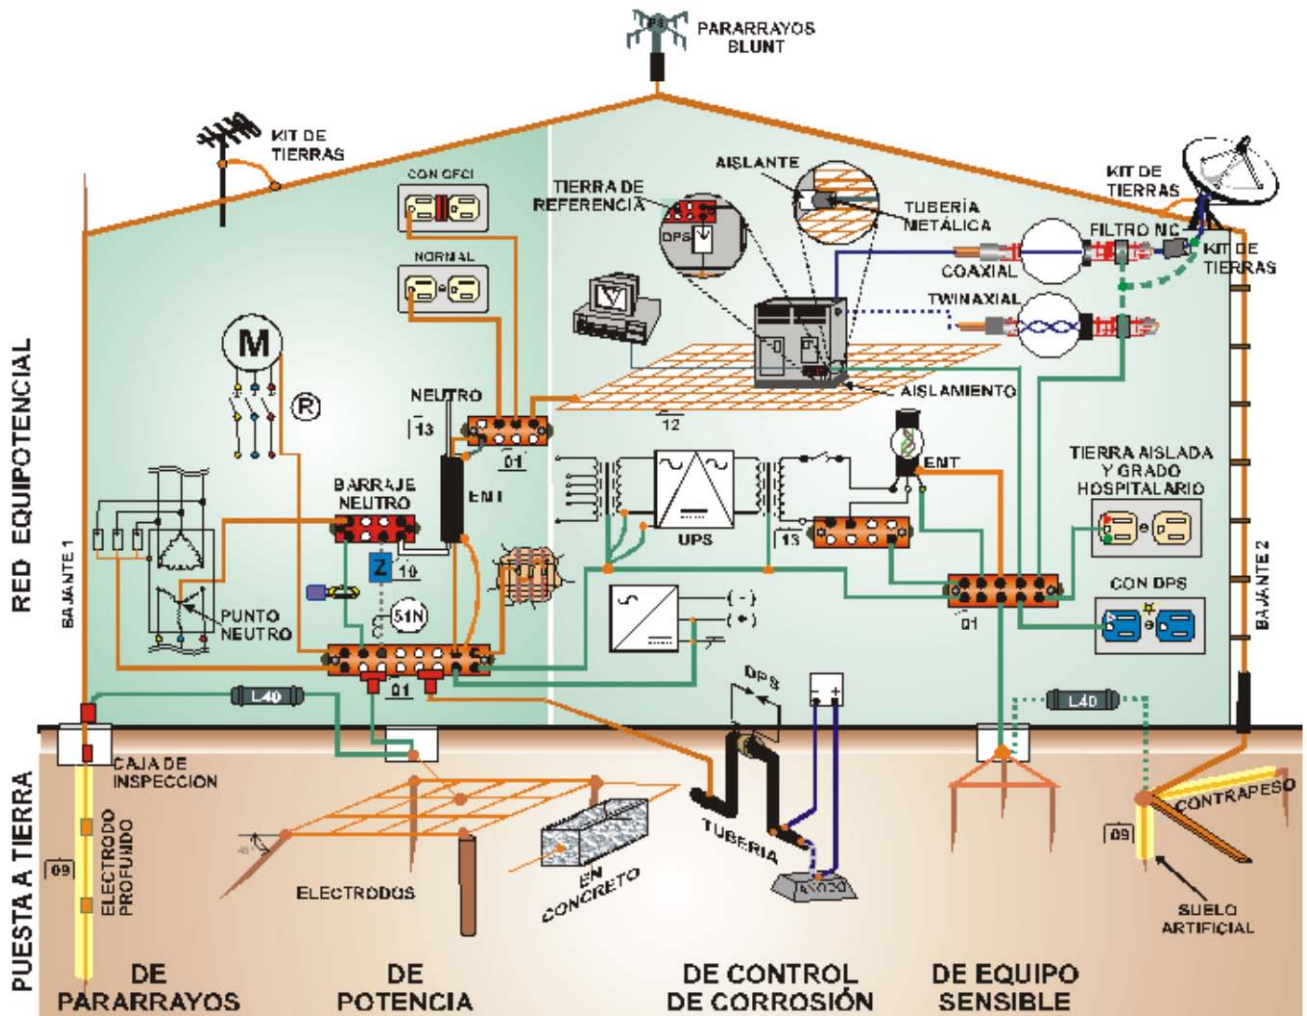 PARARRAYOS
BLUNT
KIT DE
TIERRAS
CON GFCI
NORMAL
TIERRA DE
REFERENCIA
DPS
AISLANTE
TUBERÍA
METÁLICA
KIT DE
TIERRAS
FILTRO NC
KIT DE
TIERRAS
COAXIAL
TWINAXIAL
AISLAMIENTO
RED EQUIPOTENCIAL
M
R
NEUTRO
13
01
12
ENT
BARRAJE
NEUTRO
Z
10
51N
PUNTO
NEUTRO
BAJANTE 1
UPS
13
ENT
TIERRA AISLADA
Y GRADO
HOSPITALARIO
CON DPS
01
BAJANTE 2
(-)
(+)
01
L40
DPS
- +
L40
PUESTA A TIERRA
CAJA DE
INSPECCION
09
ELECTRODO
PROFUNDO
45°
ELECTRODOS
EN
CONCRETO
TUBERIA
ANODO
CONTRAPESO
09
SUELO
ARTIFICIAL
DE
PARARRAYOS
DE
POTENCIA
DE CONTROL
DE CORROSIÓN
DE EQUIPO
SENSIBLE